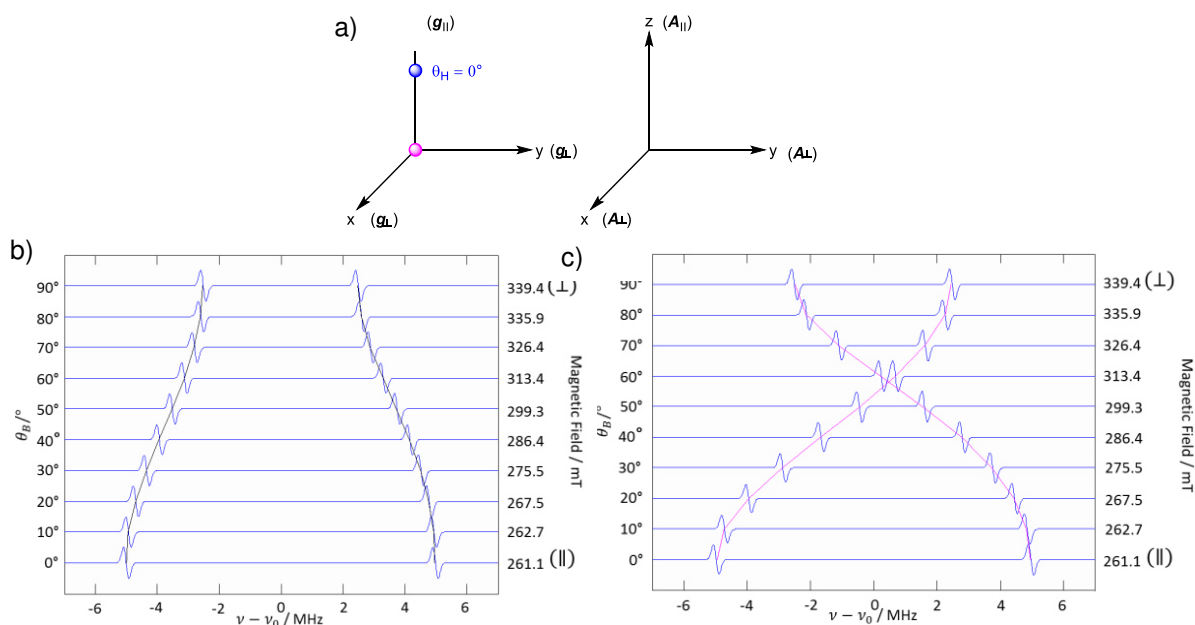 a)
(g||)
θH = 0°
y (g⊥)
x (g⊥)
z (A||)
y (A⊥)
x (A⊥)
b)
90°
80°
70°
60°
50°
40°
30°
20°
10°
0°
θB/°
339.4 (⊥)
335.9
326.4
313.4
299.3
286.4
275.5
267.5
262.7
261.1 (||)
Magnetic Field / mT
-6 -4 -2 0 2 4 6
ν − ν0 / MHz
c)
90°
80°
70°
60°
50°
40°
30°
20°
10°
0°
θB/°
339.4 (⊥)
335.9
326.4
313.4
299.3
286.4
275.5
267.5
262.7
261.1 (||)
Magnetic Field / mT
-6 -4 -2 0 2 4 6
ν − ν0 / MHz